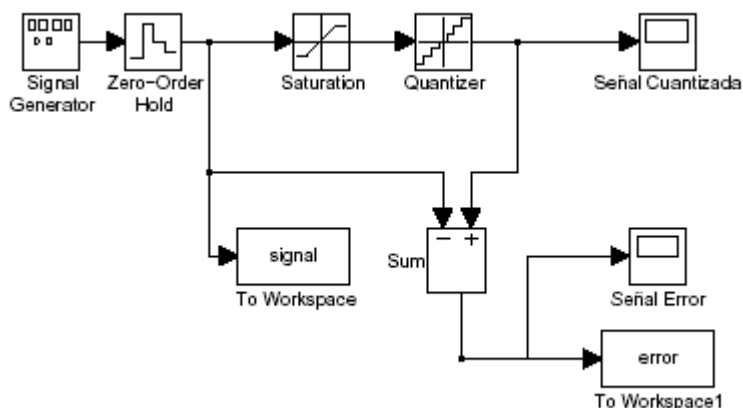 Signal
Generator
Zero-Order
Hold
Saturation
Quantizer
Señal Cuantizada
signal
To Workspace
− +
Sum
Señal Error
error
To Workspace1